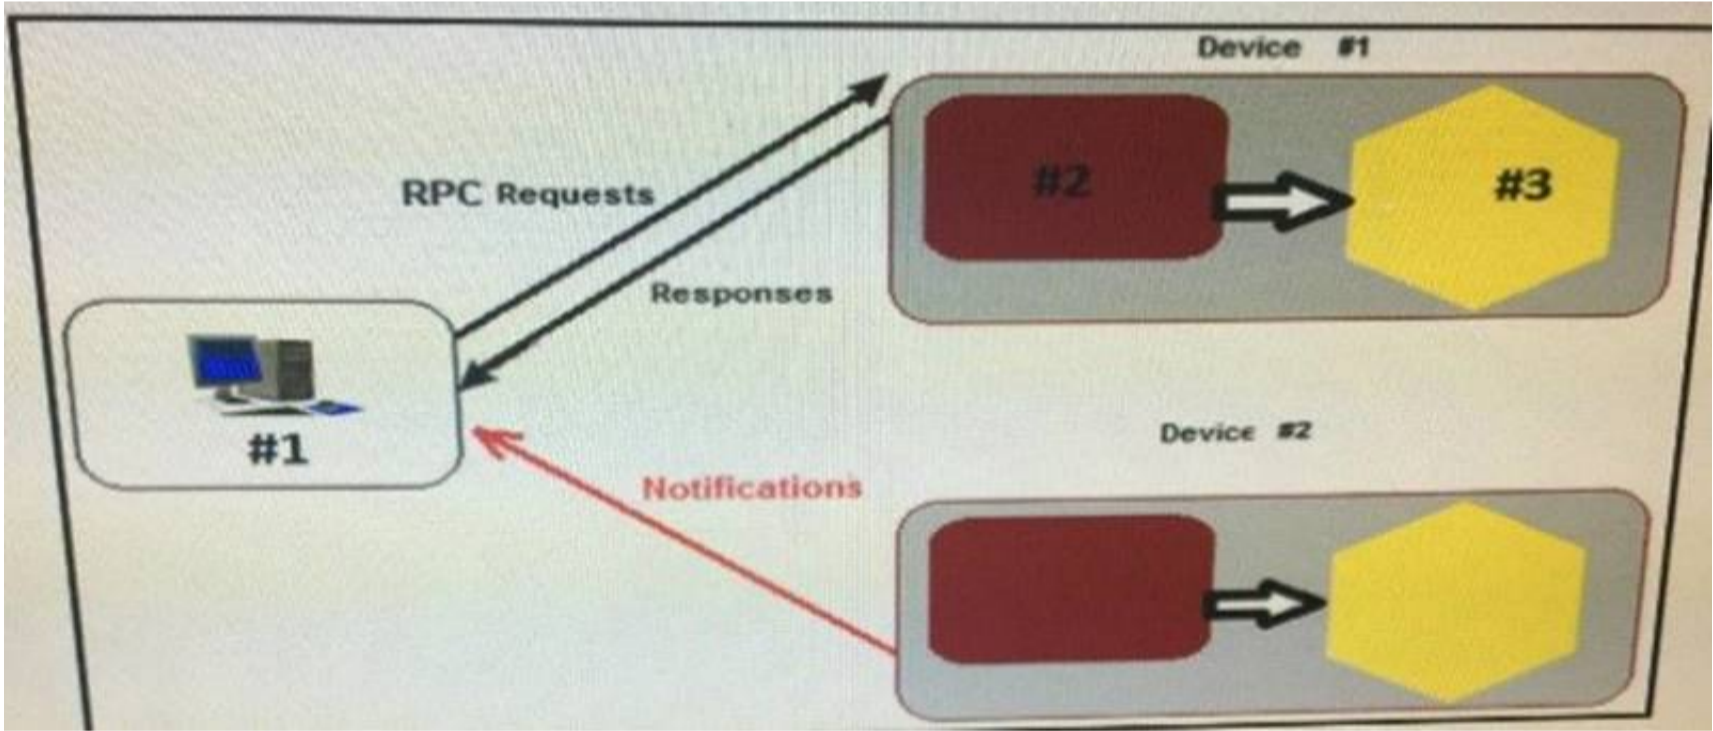 Device #1
#2
#3
RPC Requests
Responses
#1
Device #2
Notifications